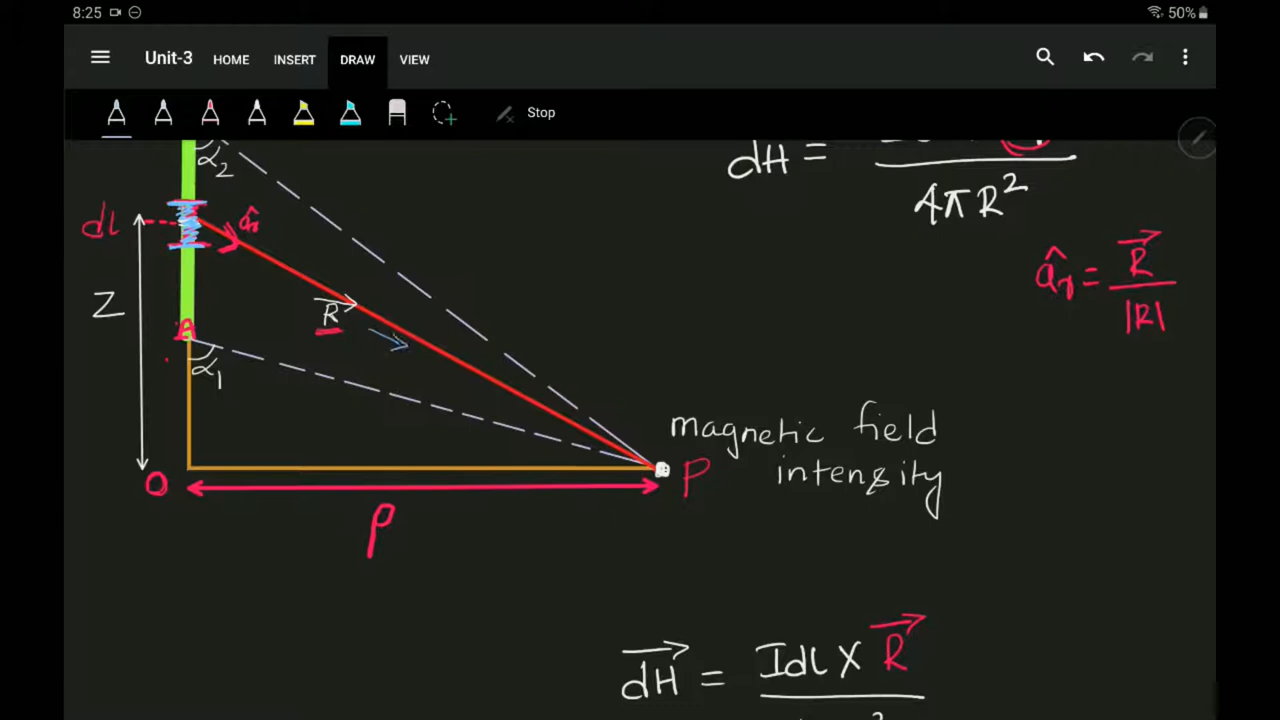 8:25 50%
Unit-3 HOME INSERT DRAW VIEW
Stop
α₂
dH⃗ =
4πR²
dl
âr
âr = R⃗ / |R|
Z
R⃗
A
α₁
magnetic field
intensity
O
P
ρ
dH⃗ = Idl X R⃗